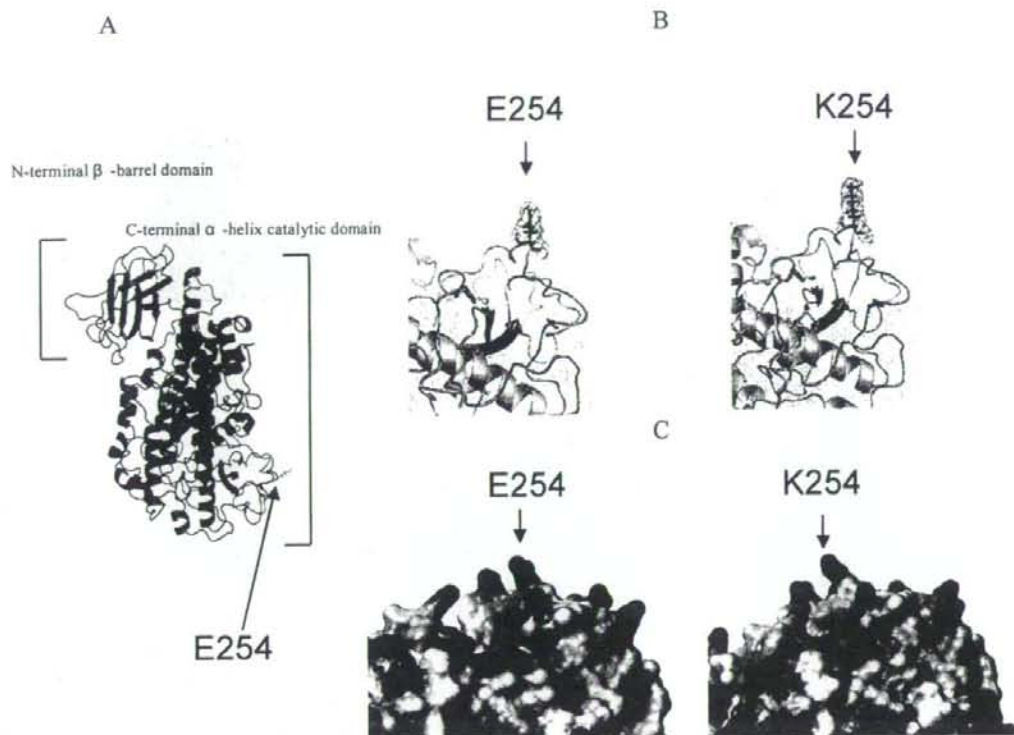 A
B
E254
K254
N-terminal β -barrel domain
C-terminal α -helix catalytic domain
C
E254
K254
E254